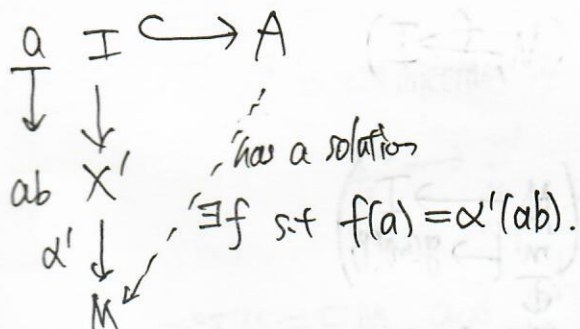 a I ↪ A
ab X'
has a solution
∃f s.t f(a) = α'(ab).
α'
M